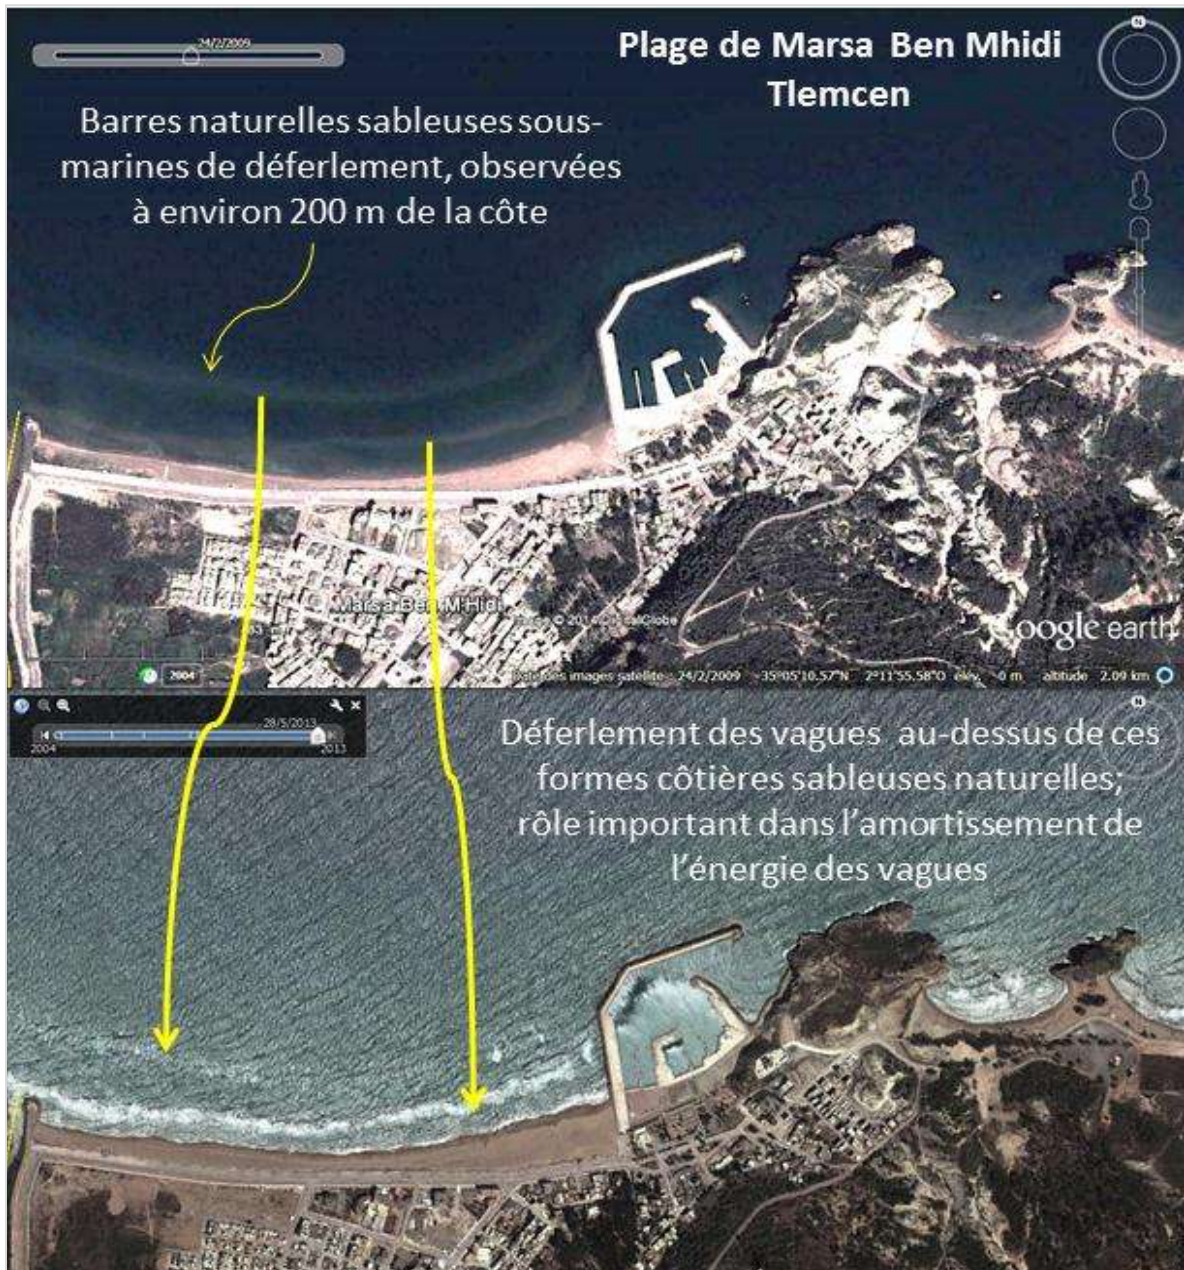 24/2/2009
Plage de Marsa Ben Mhidi
Tlemcen
N
Barres naturelles sableuses sous-
marines de déferlement, observées
à environ 200 m de la côte
Marsa Ben M'Hidi
2004
Google earth
Date des images satellite : 24/2/2009 35°05'10.57"N 2°11'55.58"O élév. 0 m altitude 2.09 km
28/5/2013
2004
2013
N
Déferlement des vagues au-dessus de ces
formes côtières sableuses naturelles;
rôle important dans l'amortissement de
l'énergie des vagues